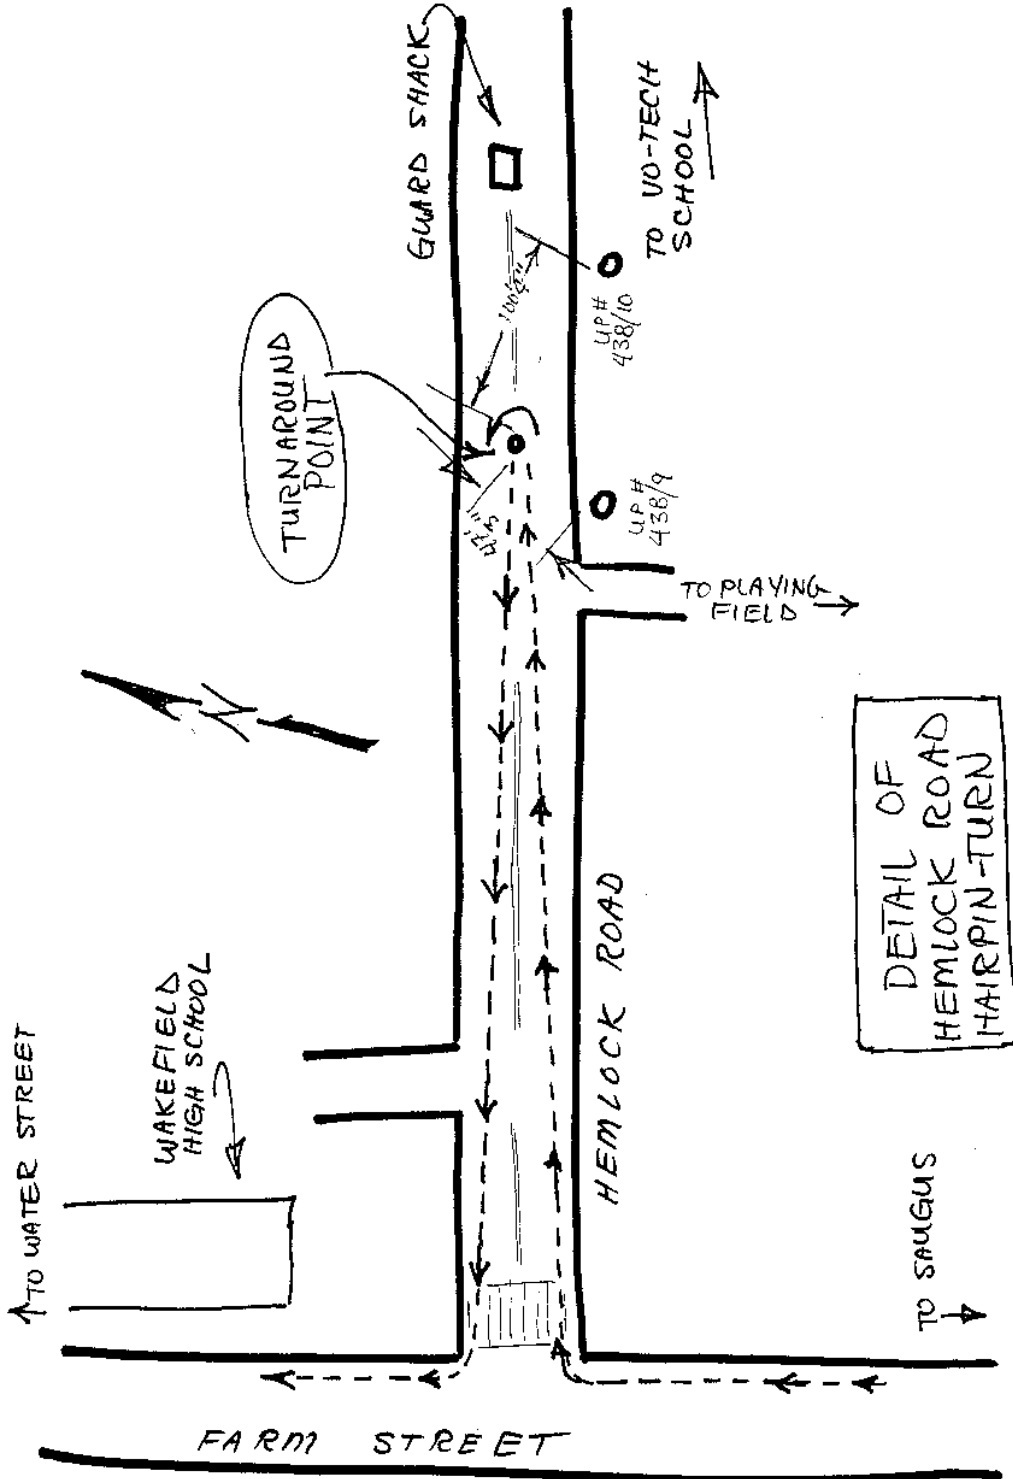 GUARD SHACK
TO VO-TECH
SCHOOL
UP#
438/10
TURNAROUND
POINT
UP#
438/9
TO PLAYING
FIELD
N
DETAIL OF
HEMLOCK ROAD
HAIRPIN-TURN
HEMLOCK ROAD
WAKEFIELD
HIGH SCHOOL
TO WATER STREET
TO SAUGUS
FARM STREET